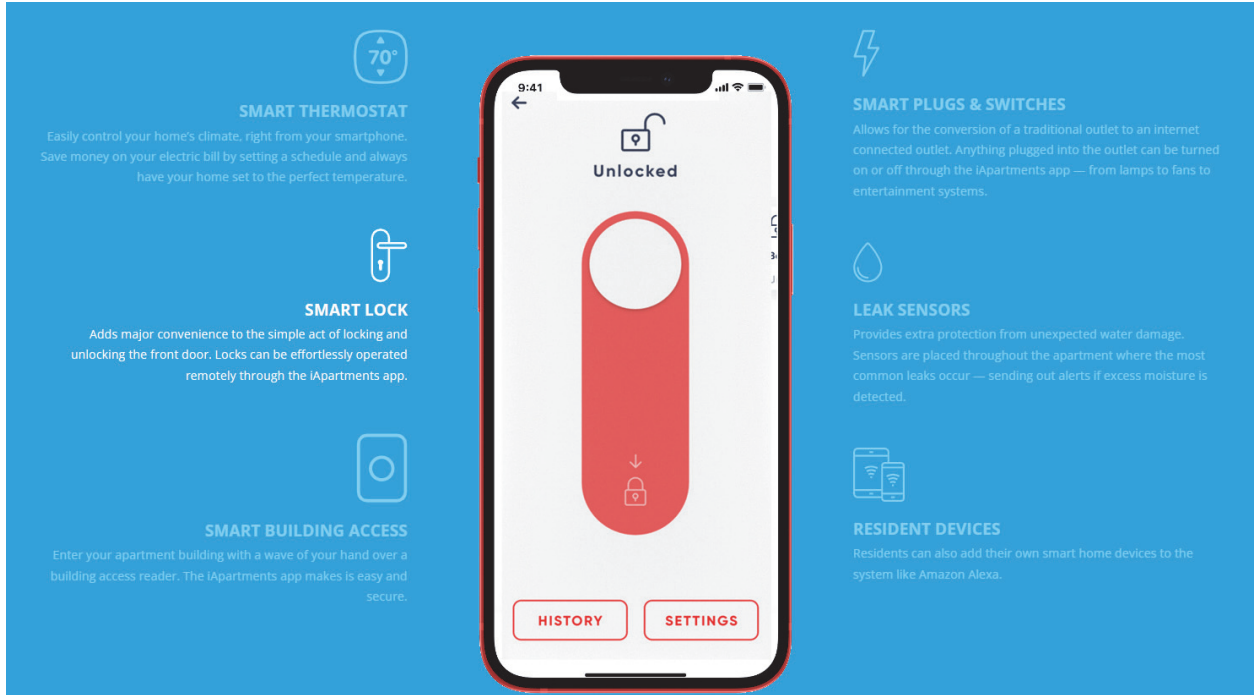 70°
SMART THERMOSTAT
Easily control your home's climate, right from your smartphone.
Save money on your electric bill by setting a schedule and always
have your home set to the perfect temperature.
SMART LOCK
Adds major convenience to the simple act of locking and
unlocking the front door. Locks can be effortlessly operated
remotely through the iApartments app.
SMART BUILDING ACCESS
Enter your apartment building with a wave of your hand over a
building access reader. The iApartments app makes is easy and
secure.
9:41
Unlocked
HISTORY
SETTINGS
SMART PLUGS & SWITCHES
Allows for the conversion of a traditional outlet to an internet
connected outlet. Anything plugged into the outlet can be turned
on or off through the iApartments app — from lamps to fans to
entertainment systems.
LEAK SENSORS
Provides extra protection from unexpected water damage.
Sensors are placed throughout the apartment where the most
common leaks occur — sending out alerts if excess moisture is
detected.
RESIDENT DEVICES
Residents can also add their own smart home devices to the
system like Amazon Alexa.